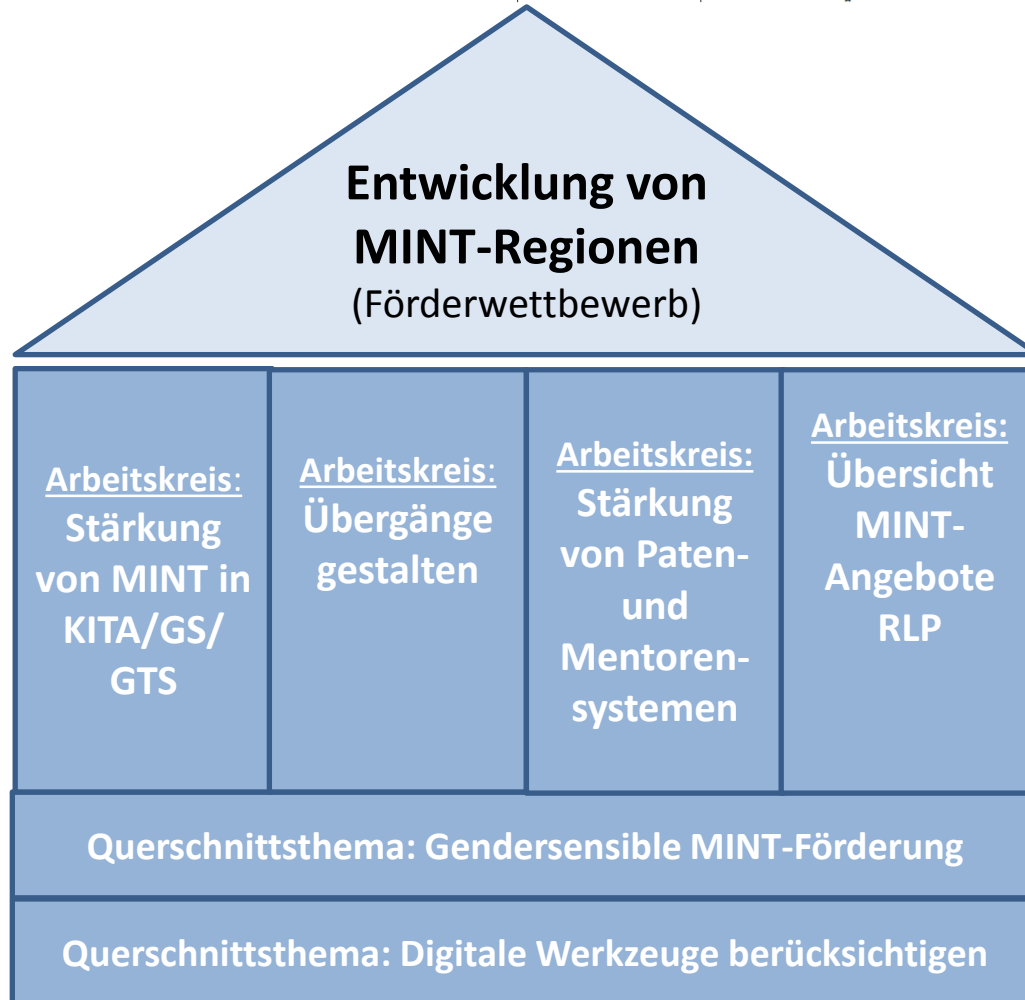 Entwicklung von
MINT-Regionen
(Förderwettbewerb)
Arbeitskreis:
Stärkung
von MINT in
KITA/GS/
GTS
Arbeitskreis:
Übergänge
gestalten
Arbeitskreis:
Stärkung
von Paten-
und
Mentoren-
systemen
Arbeitskreis:
Übersicht
MINT-
Angebote
RLP
Querschnittsthema: Gendersensible MINT-Förderung
Querschnittsthema: Digitale Werkzeuge berücksichtigen